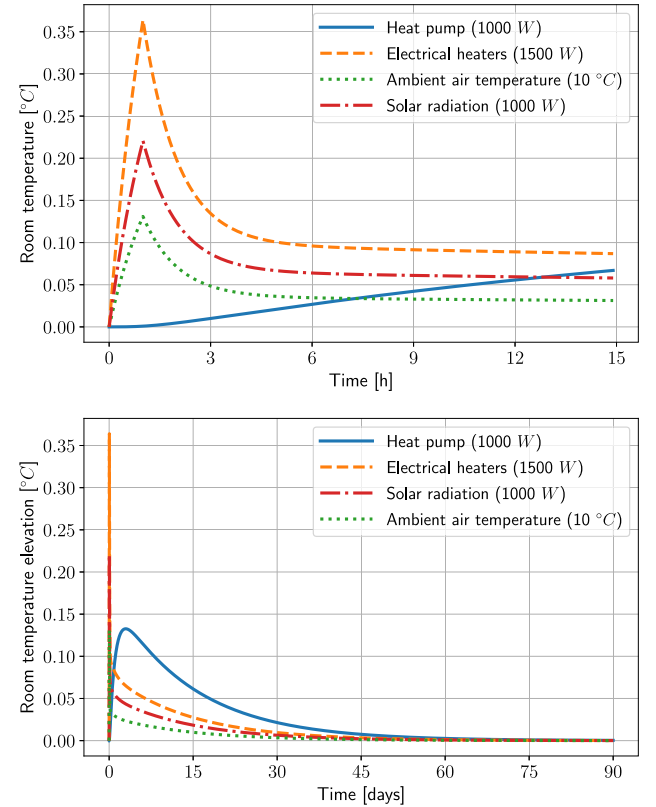 Room temperature [°C]
0.35
0.30
0.25
0.20
0.15
0.10
0.05
0.00
Heat pump (1000 W)
Electrical heaters (1500 W)
Ambient air temperature (10 °C)
Solar radiation (1000 W)
0 3 6 9 12 15
Time [h]
Room temperature elevation [°C]
0.35
0.30
0.25
0.20
0.15
0.10
0.05
0.00
Heat pump (1000 W)
Electrical heaters (1500 W)
Solar radiation (1000 W)
Ambient air temperature (10 °C)
0 15 30 45 60 75 90
Time [days]